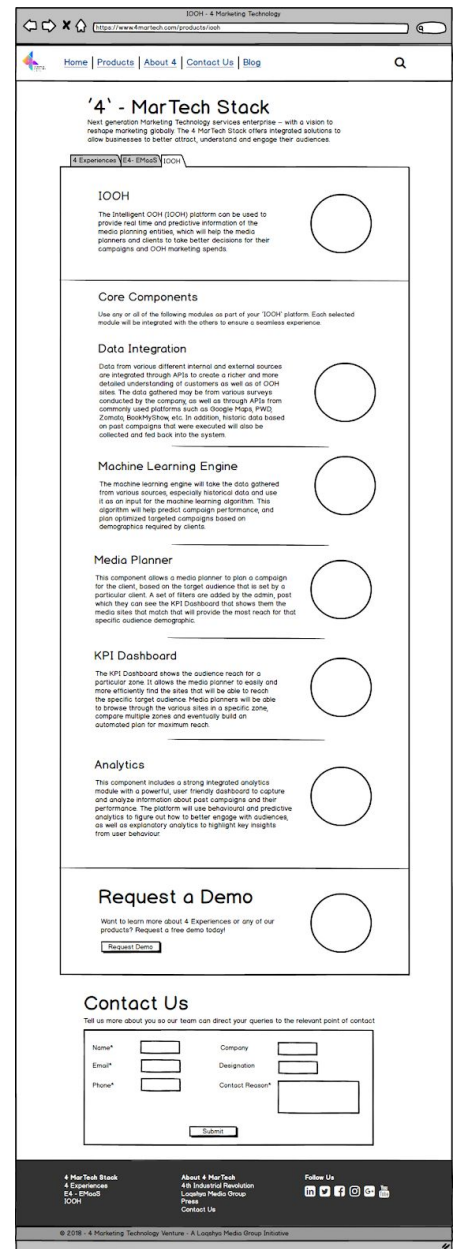 IOOH - 4 Marketing Technology
https://www.4martech.com/products/iooh
Home | Products | About 4 | Contact Us | Blog
'4' - MarTech Stack
Next generation Marketing Technology services enterprise – with a vision to
reshape marketing globally. The 4 MarTech Stack offers integrated solutions to
allow businesses to better attract, understand and engage their audiences.
4 Experiences E4- EMaaS IOOH
IOOH
The Intelligent OOH (IOOH) platform can be used to
provide real time and predictive information of the
media planning entities, which will help the media
planners and clients to take better decisions for their
campaigns and OOH marketing spends.
Core Components
Use any or all of the following modules as part of your 'IOOH' platform. Each selected
module will be integrated with the others to ensure a seamless experience.
Data Integration
Data from various different internal and external sources
are integrated through APIs to create a richer and more
detailed understanding of customers as well as of OOH
sites. The data gathered may be from various surveys
conducted by the company, as well as through APIs from
commonly used platforms such as Google Maps, PWD,
Zomato, BookMyShow, etc. In addition, historic data based
on past campaigns that were executed will also be
collected and fed back into the system.
Machine Learning Engine
The machine learning engine will take the data gathered
from various sources, especially historical data and use
it as an input for the machine learning algorithm. This
algorithm will help predict campaign performance, and
plan optimized targeted campaigns based on
demographics required by clients.
Media Planner
This component allows a media planner to plan a campaign
for the client, based on the target audience that is set by a
particular client. A set of filters are added by the admin, post
which they can see the KPI Dashboard that shows them the
media sites that match that will provide the most reach for that
specific audience demographic.
KPI Dashboard
The KPI Dashboard shows the audience reach for a
particular zone. It allows the media planner to easily and
more efficiently find the sites that will be able to reach
the specific target audience. Media planners will be able
to browse through the various sites in a specific zone,
compare multiple zones and eventually build an
automated plan for maximum reach.
Analytics
This component includes a strong integrated analytics
module with a powerful, user friendly dashboard to capture
and analyze information about past campaigns and their
performance. The platform will use behavioural and predictive
analytics to figure out how to better engage with audiences,
as well as explanatory analytics to highlight key insights
from user behaviour.
Request a Demo
Want to learn more about 4 Experiences or any of our
products? Request a free demo today!
Request Demo
Contact Us
Tell us more about you so our team can direct your queries to the relevant point of contact
Name* Company
Email* Designation
Phone* Contact Reason*
Submit
4 MarTech Stack About 4 MarTech Follow Us
4 Experiences 4th Industrial Revolution
E4 - EMaaS Laqshya Media Group
IOOH Press
Contact Us
© 2018 - 4 Marketing Technology Venture - A Laqshya Media Group Initiative